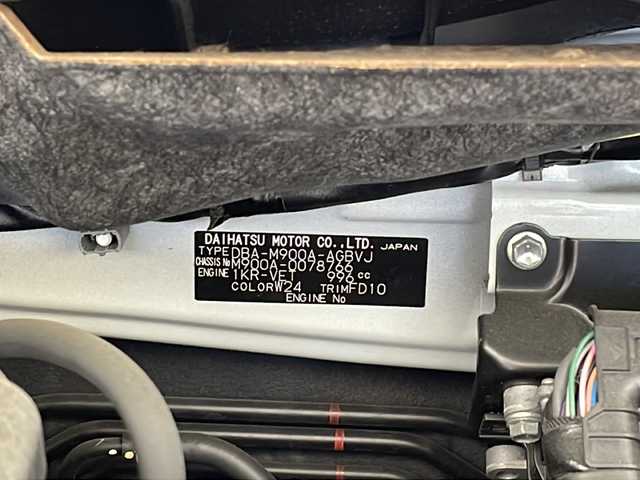 DAIHATSU MOTOR CO.,LTD. JAPAN
TYPE DBA-M900A-AGBVJ
CHASSIS No M900A-0078266
ENGINE 1KR-VET 996 cc
COLOR W24 TRIM FD10
ENGINE No